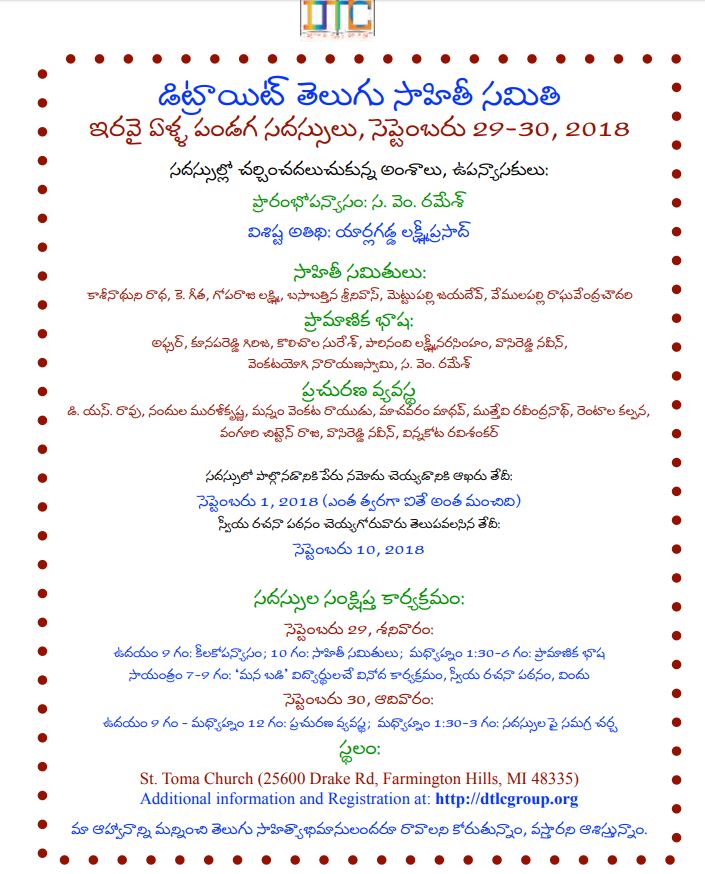 DTC
డిట్రాయిట్ తెలుగు సాహితీ సమితి
ఇరవై ఏళ్ళ పండగ సదస్సులు, సెప్టెంబరు 29-30, 2018
సదస్సుల్లో చర్చించదలుచుకున్న అంశాలు, ఉపన్యాసకులు:
ప్రారంభోపన్యాసం: స. వెం. రమేశ్
విశిష్ట అతిథి: యార్లగడ్డ లక్ష్మీప్రసాద్
సాహితీ సమితులు:
కాశీనాథుని రాధ, కె. గీత, గోపరాజు లక్ష్మి, బసాబత్తిన శ్రీనివాస్, మెట్టుపల్లి జయదేవ్, వేములపల్లి రాఘవేంద్రచౌదరి
ప్రామాణిక భాష:
అఫ్సర్, కూనపరెడ్డి గిరిజ, కొలిచాల సురేశ్, పారనంది లక్ష్మీనరసింహం, వాసిరెడ్డి నవీన్,
వెంకటయోగి నారాయణస్వామి, స. వెం. రమేశ్
ప్రచురణ వ్యవస్థ
డి. యస్. రావు, నందుల మురళీకృష్ణ, మన్నం వెంకట రాయుడు, మాచవరం మాధవ్, ముత్తేవి రవీంద్రనాథ్, రెంటాల కల్పన,
వంగూరి చిట్టెన్ రాజు, వాసిరెడ్డి నవీన్, విన్నకోట రవిశంకర్
సదస్సులో పాల్గొనడానికి పేరు నమోదు చెయ్యడానికి ఆఖరు తేదీ:
సెప్టెంబరు 1, 2018 (ఎంత త్వరగా ఐతే అంత మంచిది)
స్వీయ రచనా పఠనం చెయ్యగోరువారు తెలుపవలసిన తేదీ:
సెప్టెంబరు 10, 2018
సదస్సుల సంక్షిప్త కార్యక్రమం:
సెప్టెంబరు 29, శనివారం:
ఉదయం 9 గం: కీలకోపన్యాసం; 10 గం: సాహితీ సమితులు; మధ్యాహ్నం 1:30-6 గం: ప్రామాణిక భాష
సాయంత్రం 7-9 గం: ‘మన బడి’ విద్యార్థులచే వినోద కార్యక్రమం, స్వీయ రచనా పఠనం, విందు
సెప్టెంబరు 30, ఆదివారం:
ఉదయం 9 గం - మధ్యాహ్నం 12 గం: ప్రచురణ వ్యవస్థ; మధ్యాహ్నం 1:30-3 గం: సదస్సుల పై సమగ్ర చర్చ
స్థలం:
St. Toma Church (25600 Drake Rd, Farmington Hills, MI 48335)
Additional information and Registration at: http://dtlcgroup.org
మా ఆహ్వానాన్ని మన్నించి తెలుగు సాహిత్యాభిమానులందరూ రావాలని కోరుతున్నాం, వస్తారని ఆశిస్తున్నాం.